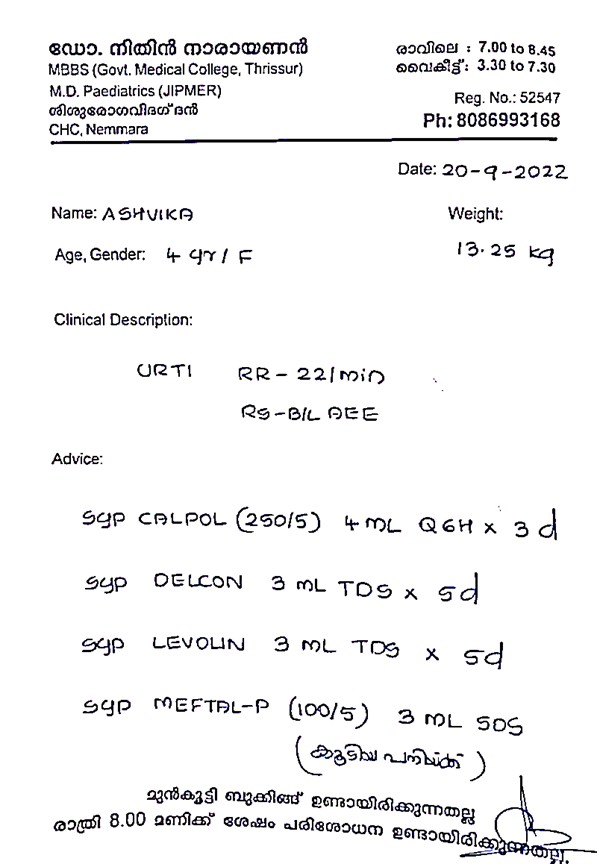 ഡോ. നിതിൻ നാരായണൻ
MBBS (Govt. Medical College, Thrissur)
M.D. Paediatrics (JIPMER)
ശിശുരോഗവിദഗ്ദൻ
CHC, Nemmara
രാവിലെ : 7.00 to 8.45
വൈകീട്ട് : 3.30 to 7.30
Reg. No.: 52547
Ph: 8086993168
Date: 20-9-2022
Name: ASHVIKA
Weight:
Age, Gender: 4 yr / F
13.25 kg
Clinical Description:
URTI RR - 22/min
RS - B/L AEE
Advice:
Syp CALPOL (250/5) 4 ML Q6H x 3 d
Syp DELCON 3 ML TDS x 5d
Syp LEVOLIN 3 ML TDS x 5d
Syp MEFTAL-P (100/5) 3 ML SOS
(കൂടിയ പനിയ്ക്ക്)
മുൻകൂട്ടി ബുക്കിങ്ങ് ഉണ്ടായിരിക്കുന്നതല്ല
രാത്രി 8.00 മണിക്ക് ശേഷം പരിശോധന ഉണ്ടായിരിക്കുന്നതല്ല.